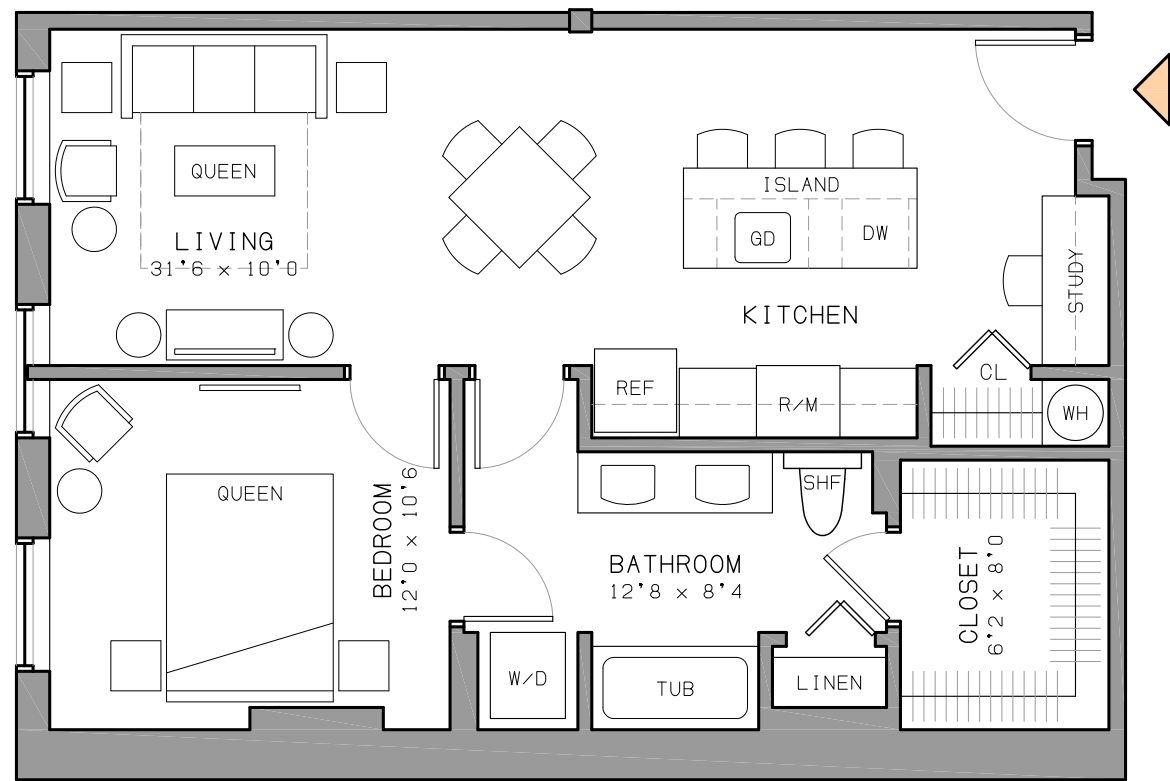 QUEEN
LIVING
31'6 × 10'0
ISLAND
GD
DW
STUDY
KITCHEN
CL
REF
R/M
WH
QUEEN
BEDROOM
12'0 × 10'6
SHF
BATHROOM
12'8 × 8'4
CLOSET
6'2 × 8'0
W/D
TUB
LINEN